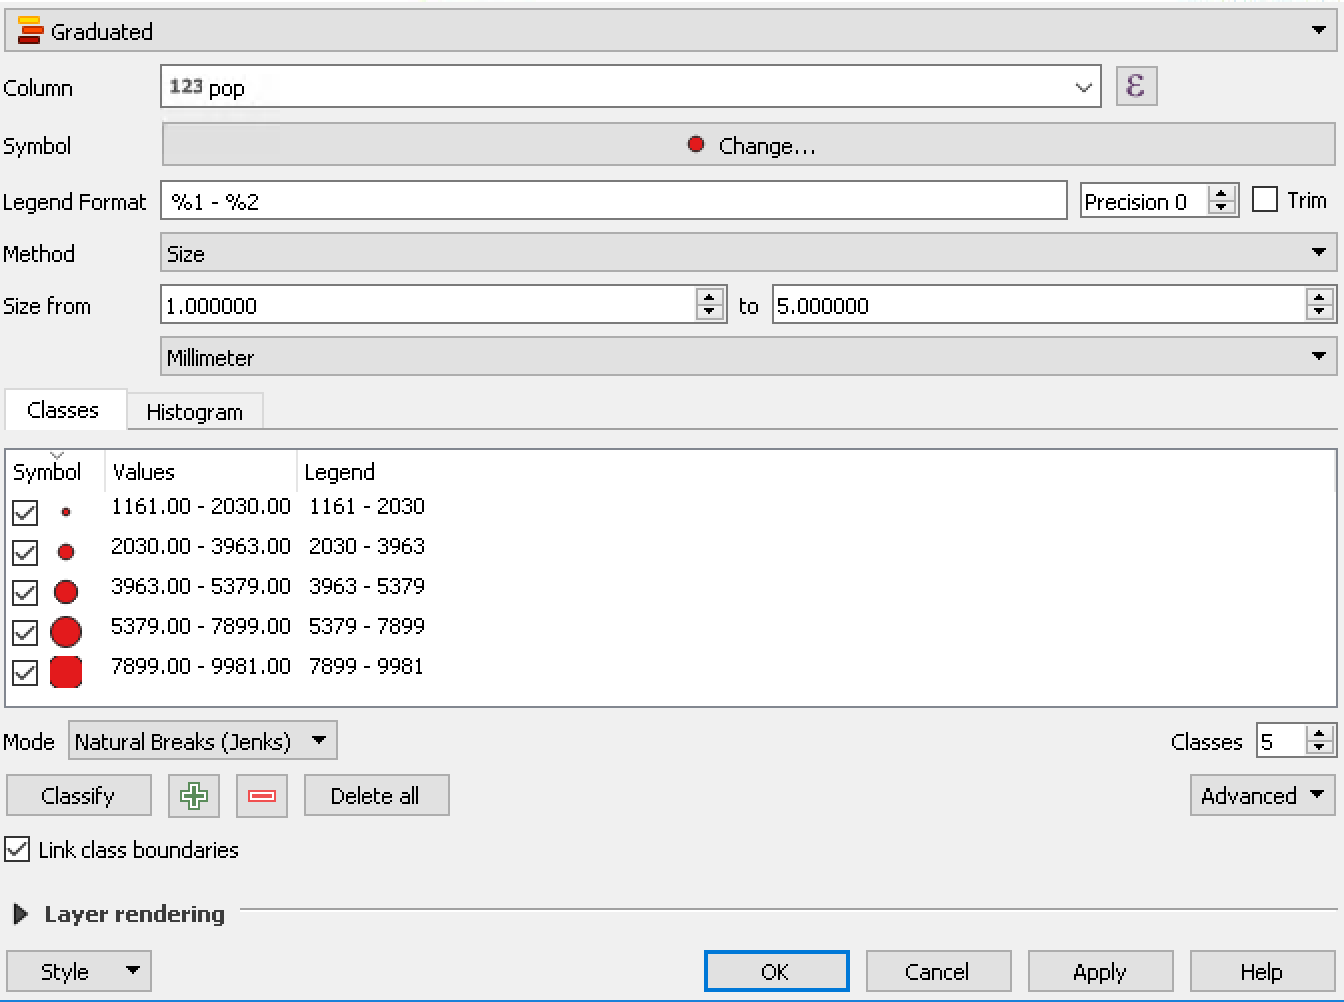 Graduated
Column 123 pop ε
Symbol Change...
Legend Format %1 - %2 Precision 0 Trim
Method Size
Size from 1.000000 to 5.000000
Millimeter
Classes Histogram
Symbol Values Legend
1161.00 - 2030.00 1161 - 2030
2030.00 - 3963.00 2030 - 3963
3963.00 - 5379.00 3963 - 5379
5379.00 - 7899.00 5379 - 7899
7899.00 - 9981.00 7899 - 9981
Mode Natural Breaks (Jenks) Classes 5
Classify Delete all Advanced
Link class boundaries
Layer rendering
Style OK Cancel Apply Help